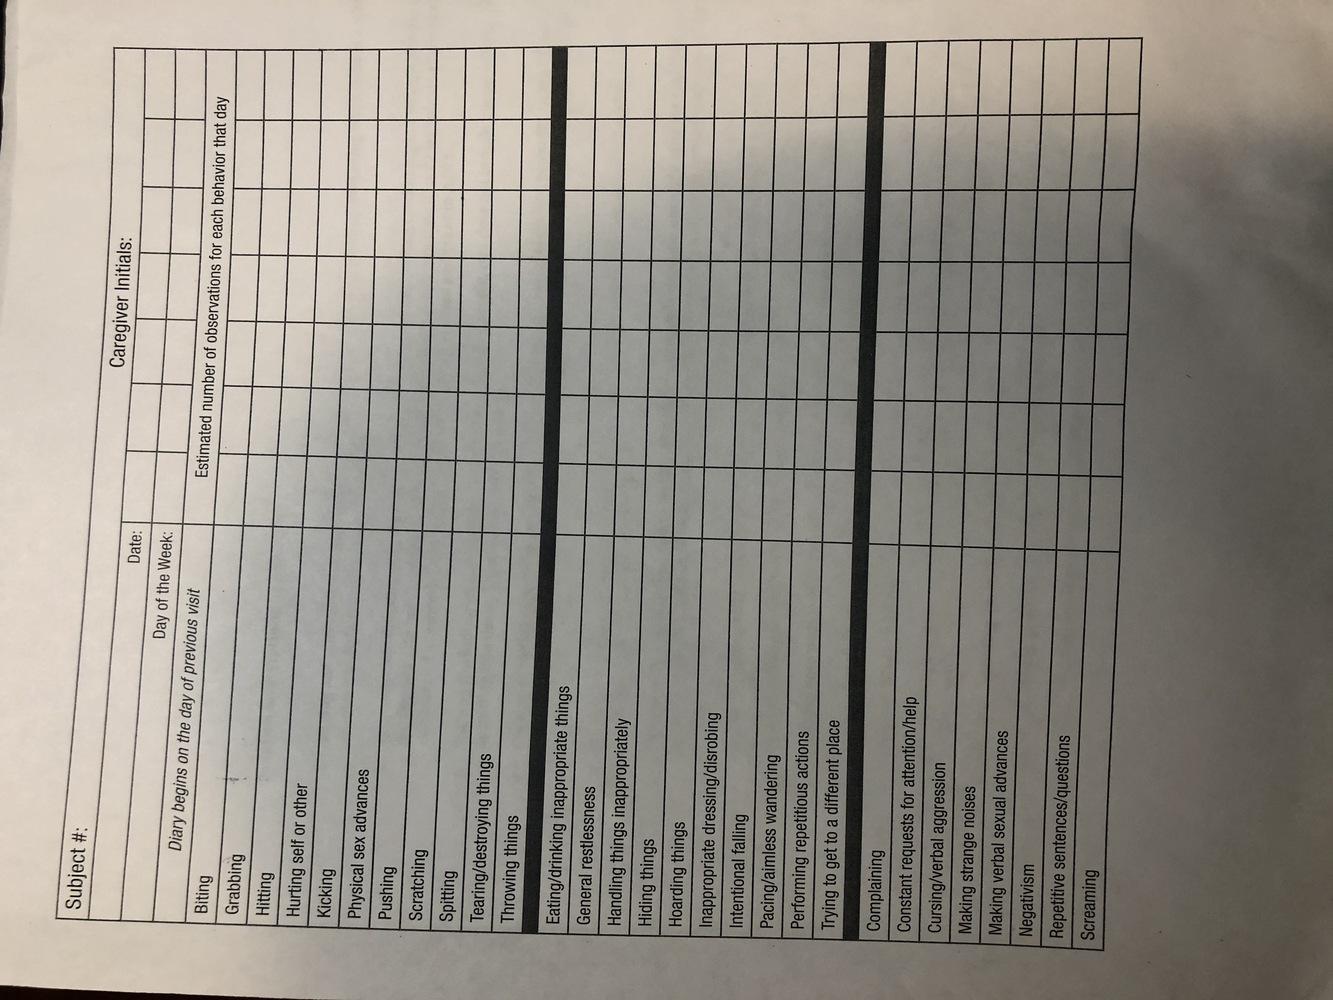 Subject #:
Caregiver Initials:
Date:
Day of the Week:
Diary begins on the day of previous visit
Estimated number of observations for each behavior that day
Biting
Grabbing
Hitting
Hurting self or other
Kicking
Physical sex advances
Pushing
Scratching
Spitting
Tearing/destroying things
Throwing things
Eating/drinking inappropriate things
General restlessness
Handling things inappropriately
Hiding things
Hoarding things
Inappropriate dressing/disrobing
Intentional falling
Pacing/aimless wandering
Performing repetitious actions
Trying to get to a different place
Complaining
Constant requests for attention/help
Cursing/verbal aggression
Making strange noises
Making verbal sexual advances
Negativism
Repetitive sentences/questions
Screaming